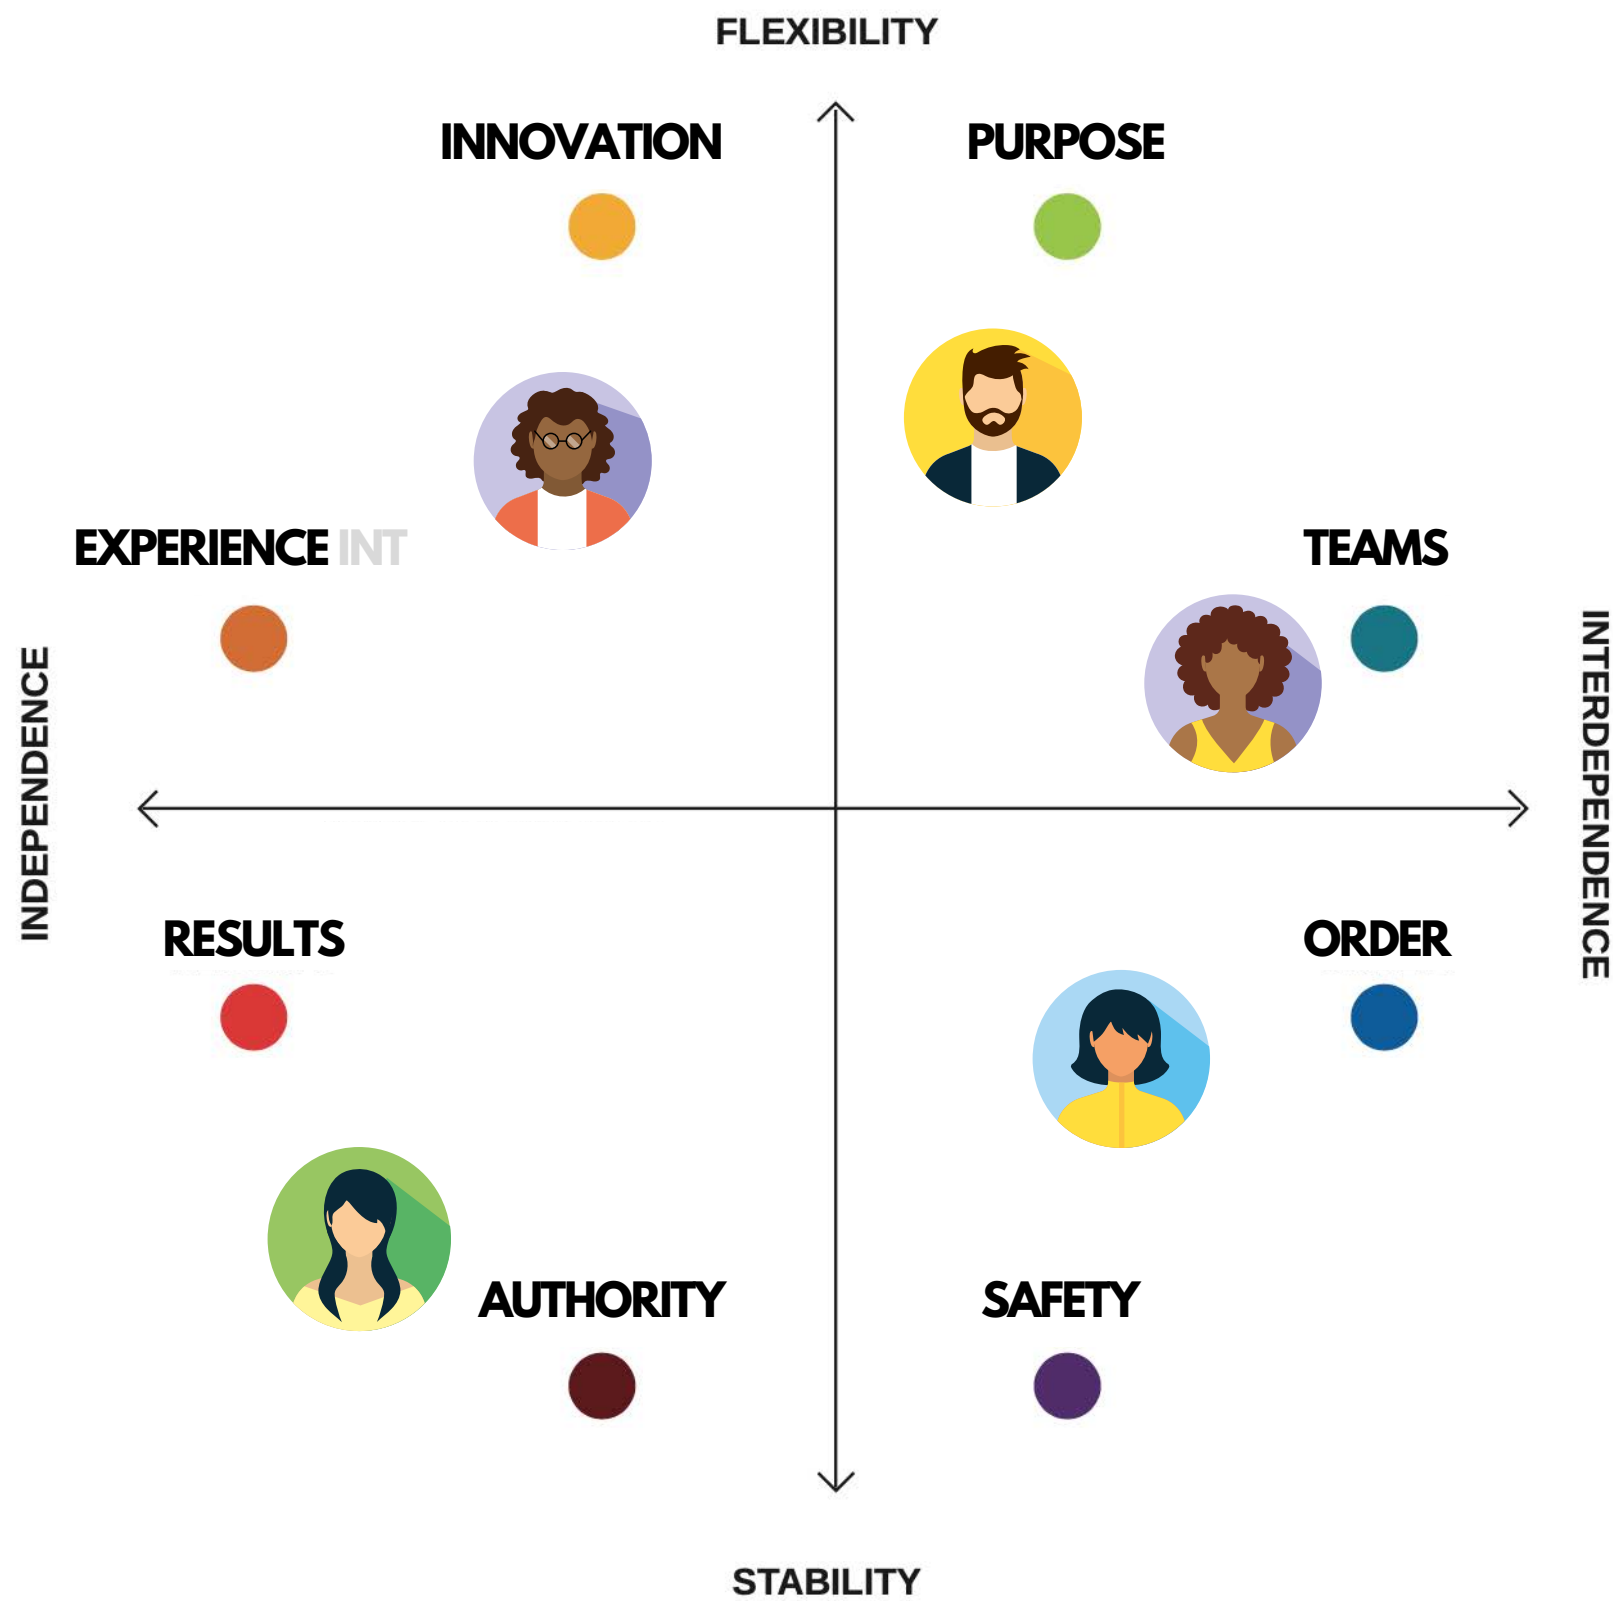 FLEXIBILITY
INNOVATION
PURPOSE
EXPERIENCE INT
TEAMS
INDEPENDENCE
INTERDEPENDENCE
RESULTS
ORDER
AUTHORITY
SAFETY
STABILITY